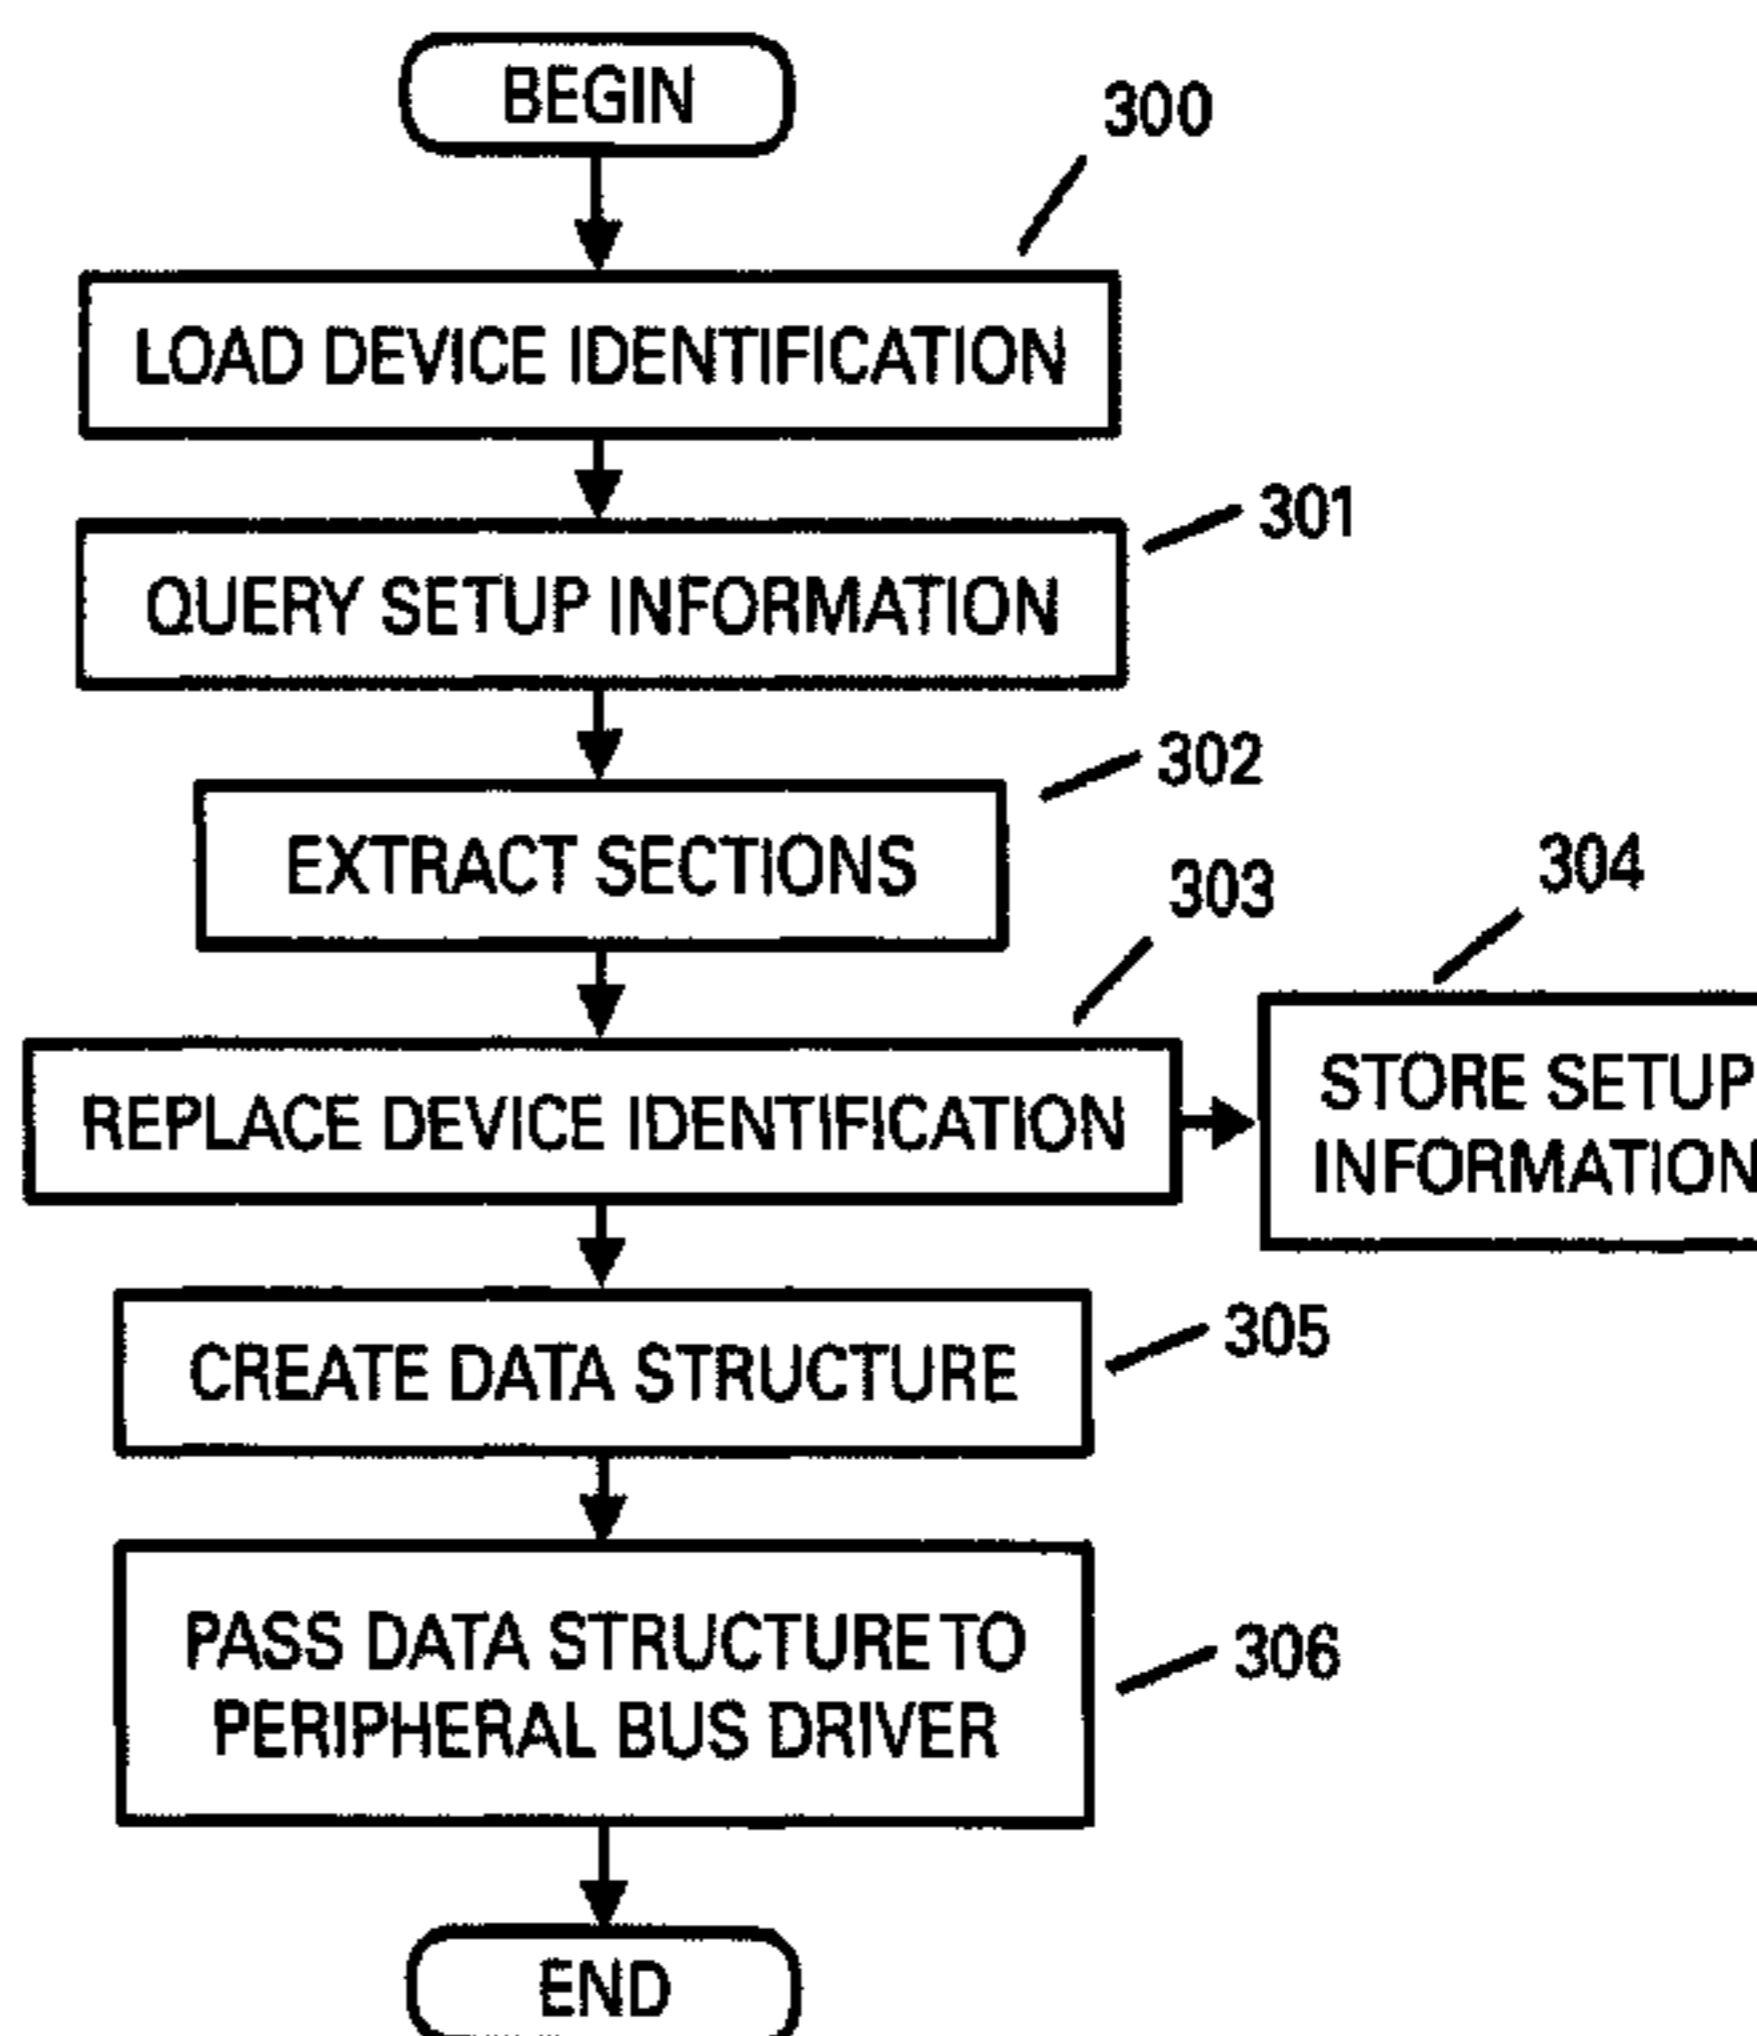 BEGIN
300
LOAD DEVICE IDENTIFICATION
301
QUERY SETUP INFORMATION
302
EXTRACT SECTIONS
303
304
REPLACE DEVICE IDENTIFICATION
STORE SETUP
INFORMATION
305
CREATE DATA STRUCTURE
306
PASS DATA STRUCTURE TO
PERIPHERAL BUS DRIVER
END